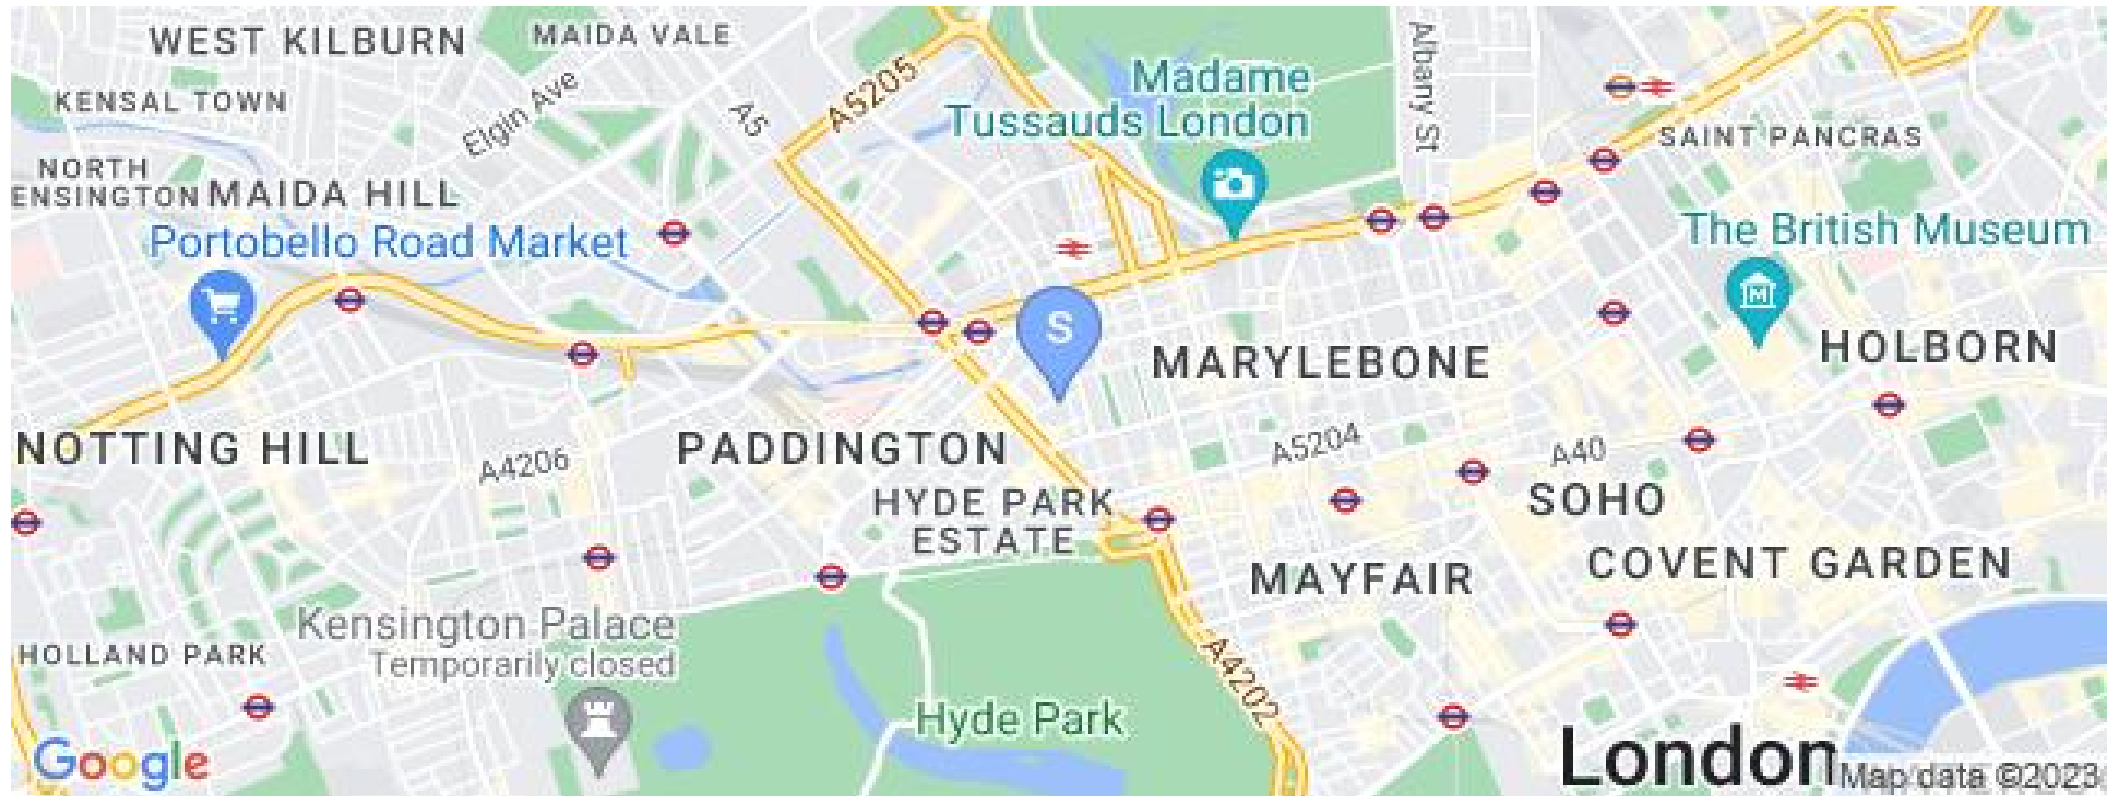 WEST KILBURN
MAIDA VALE
A5205
Albany St
Madame
Tussauds London
KENSAL TOWN
Elgin Ave
A5
SAINT PANCRAS
NORTH
ENSINGTON
MAIDA HILL
Portobello Road Market
The British Museum
M
S
MARYLEBONE
HOLBORN
NOTTING HILL
A4206
PADDINGTON
A5204
A40
HYDE PARK
ESTATE
SOHO
MAYFAIR
COVENT GARDEN
Kensington Palace
Temporarily closed
HOLLAND PARK
A4202
Hyde Park
Google
London
Map data ©2023